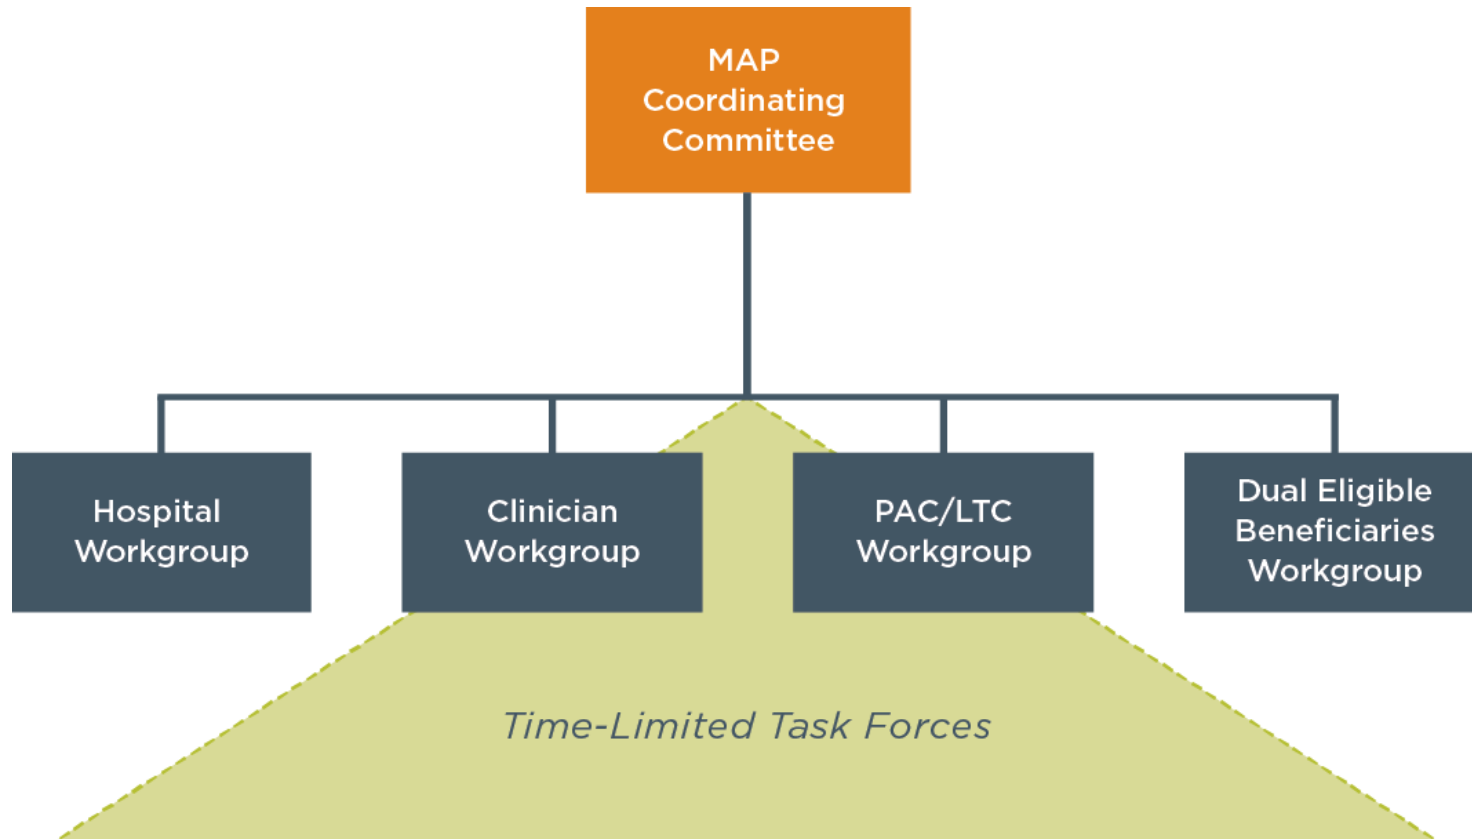 MAP
Coordinating
Committee
Hospital
Workgroup
Clinician
Workgroup
PAC/LTC
Workgroup
Dual Eligible
Beneficiaries
Workgroup
Time-Limited Task Forces